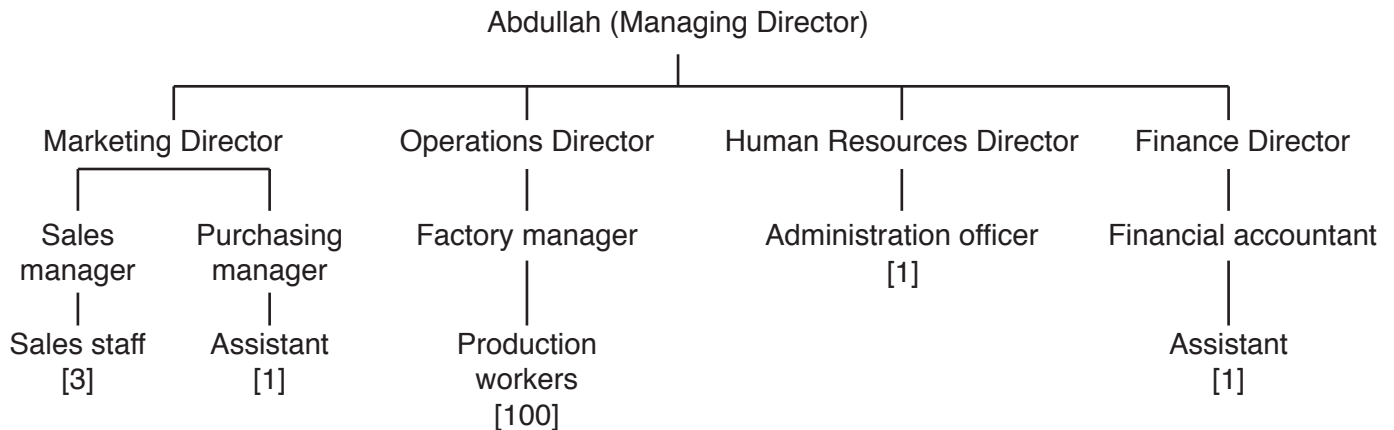 Abdullah (Managing Director)
Marketing Director
Operations Director
Human Resources Director
Finance Director
Sales
manager
Purchasing
manager
Factory manager
Administration officer
[1]
Financial accountant
Sales staff
[3]
Assistant
[1]
Production
workers
[100]
Assistant
[1]